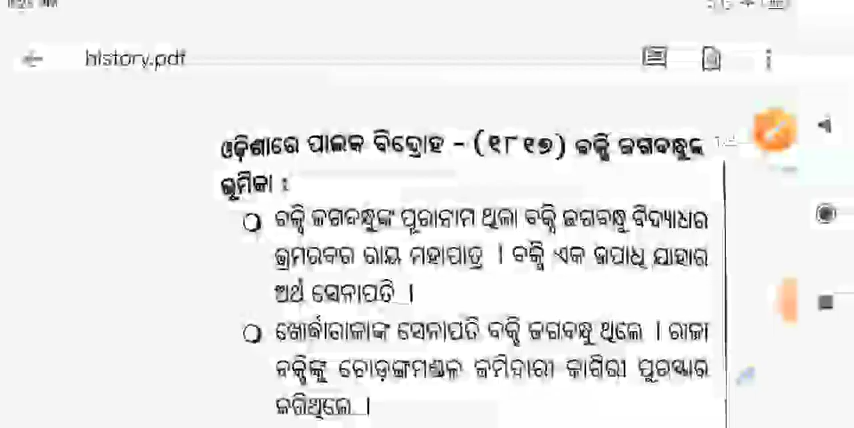 history.pdf
ଓଡ଼ିଶାରେ ପାଇକ ବିଦ୍ରୋହ - (୧୮୧୭) ବକ୍ସି ଜଗବନ୍ଧୁଙ୍କ
ଭୂମିକା :
ବକ୍ସି ଜଗବନ୍ଧୁଙ୍କ ପୂରାନାମ ଥିଲା ବକ୍ସି ଜଗବନ୍ଧୁ ବିଦ୍ୟାଧର
ଭ୍ରମରବର ରାୟ ମହାପାତ୍ର । ବକ୍ସି ଏକ ଉପାଧି ଯାହାର
ଅର୍ଥ ସେନାପତି ।
ଖୋର୍ଦ୍ଧାରାଜାଙ୍କ ସେନାପତି ବକ୍ସି ଜଗବନ୍ଧୁ ଥିଲେ । ରାଜା
ବକ୍ସିଙ୍କୁ ରୋଡ଼ଙ୍ଗମଣ୍ଡଳ ଜମିଦାରୀ ଜାଗିରୀ ପୁରସ୍କାର
କରିଥିଲେ ।